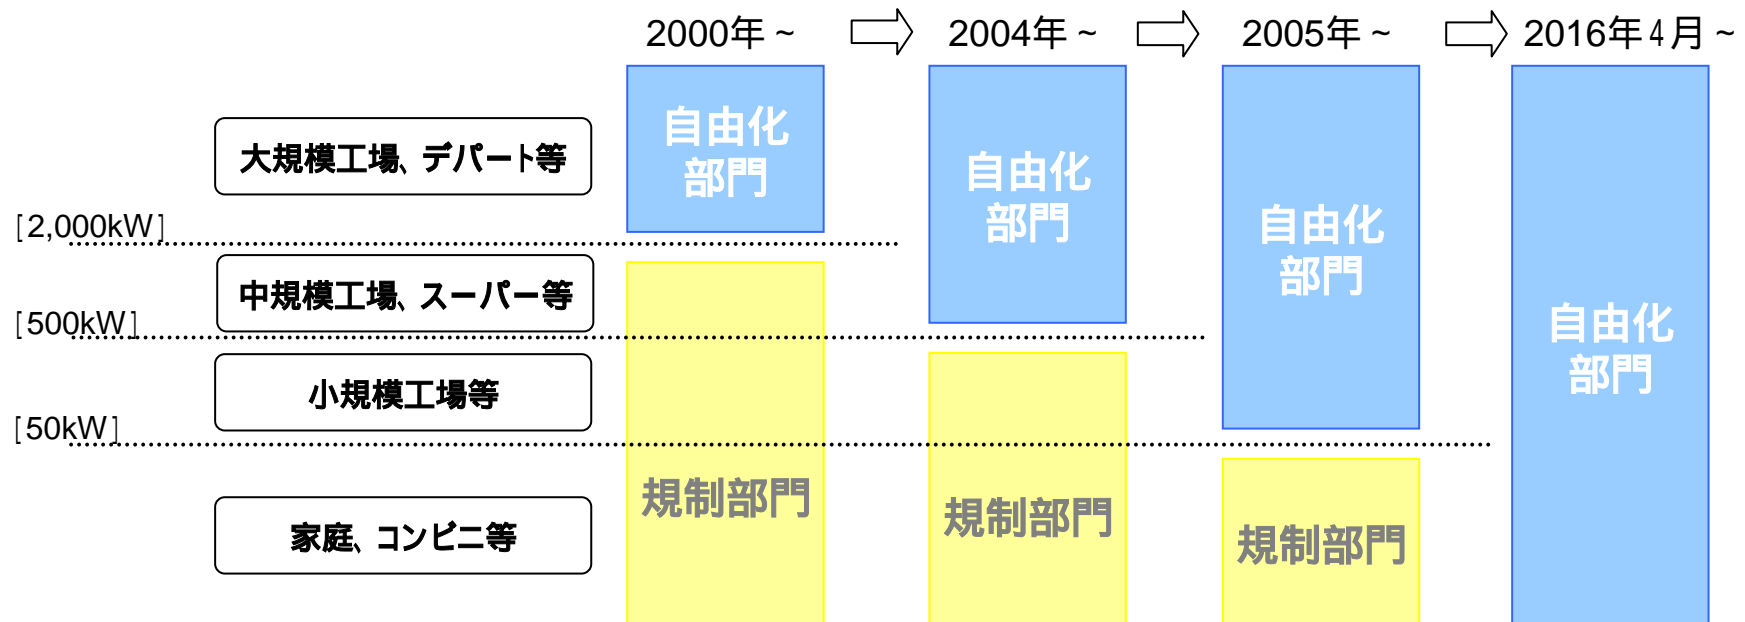 2000年～
2004年～
2005年～
2016年4月～
大規模工場、デパート等
自由化
部門
自由化
部門
自由化
部門
自由化
部門
[2,000kW]
中規模工場、スーパー等
[500kW]
小規模工場等
[50kW]
家庭、コンビニ等
規制部門
規制部門
規制部門